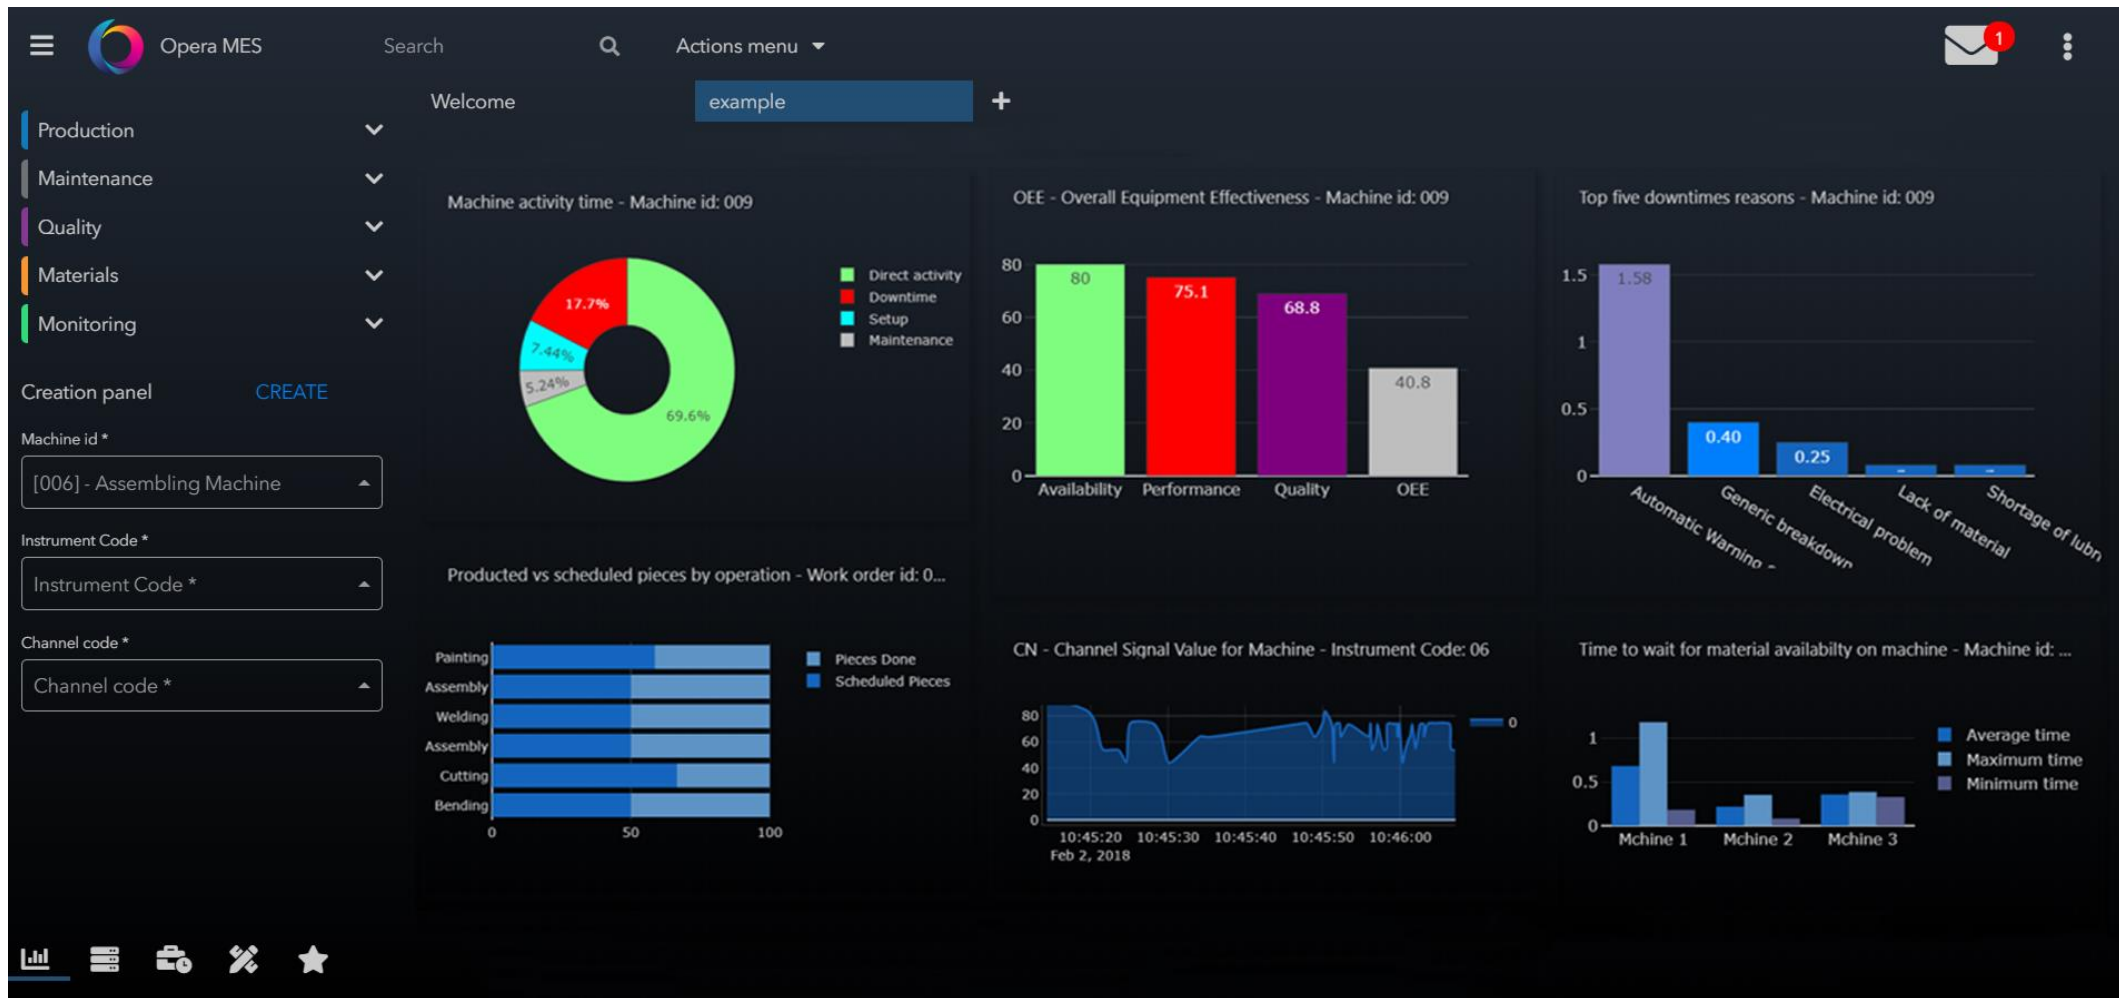 Opera MES
Search
Actions menu
1
Welcome
example
+
Production
Maintenance
Quality
Materials
Monitoring
Creation panel
CREATE
Machine id *
[006] - Assembling Machine
Instrument Code *
Instrument Code *
Channel code *
Channel code *
Machine activity time - Machine id: 009
17.7%
7.44%
5.24%
69.6%
Direct activity
Downtime
Setup
Maintenance
OEE - Overall Equipment Effectiveness - Machine id: 009
80
60
40
20
0
80
75.1
68.8
40.8
Availability
Performance
Quality
OEE
Top five downtimes reasons - Machine id: 009
1.5
1
0.5
0
1.58
0.40
0.25
Automatic Warning
Generic breakdown
Electrical problem
Lack of material
Shortage of
Producted vs scheduled pieces by operation - Work order id: 0...
Painting
Assembly
Welding
Assembly
Cutting
Bending
0
50
100
Pieces Done
Scheduled Pieces
CN - Channel Signal Value for Machine - Instrument Code: 06
80
60
40
20
0
10:45:20
10:45:30
10:45:40
10:45:50
10:46:00
Feb 2, 2018
0
Time to wait for material availabilty on machine - Machine id: ...
1
0.5
0
Mchine 1
Mchine 2
Mchine 3
Average time
Maximum time
Minimum time